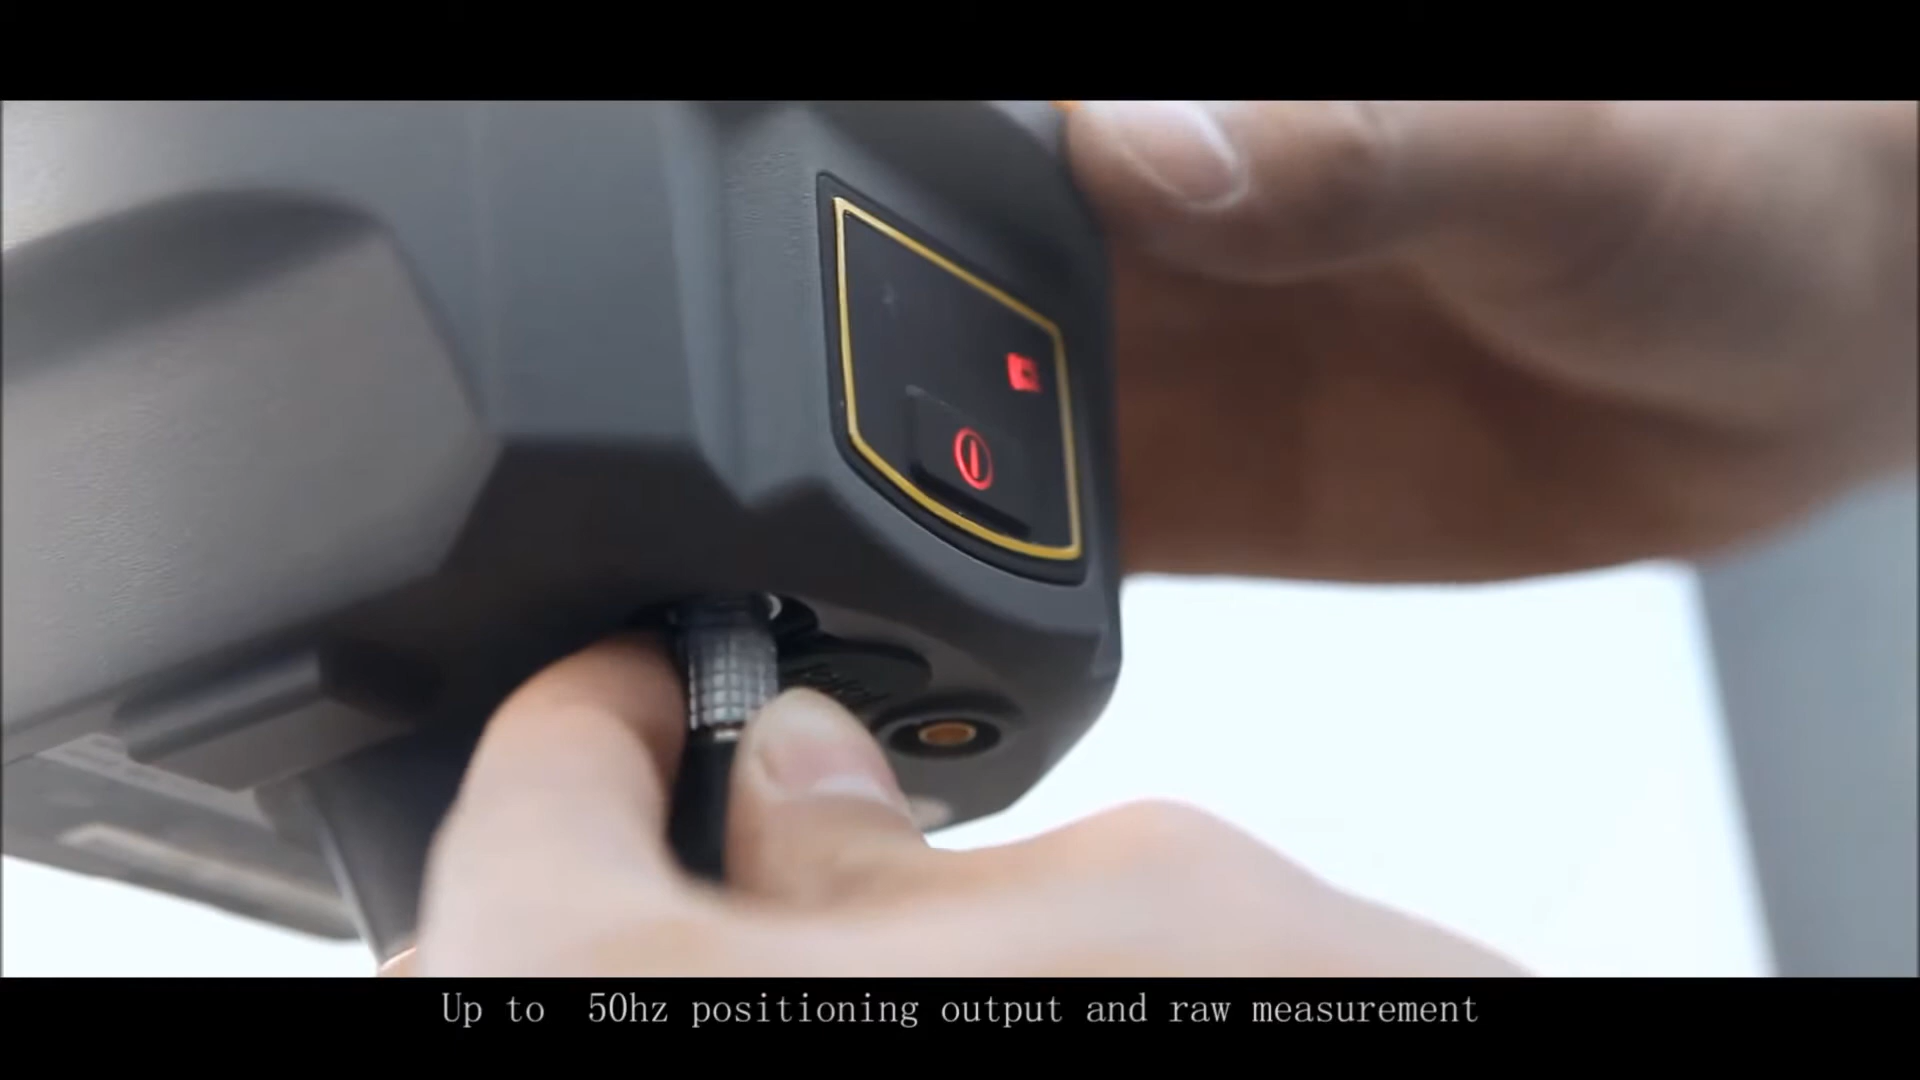 Up to 50hz positioning output and raw measurement